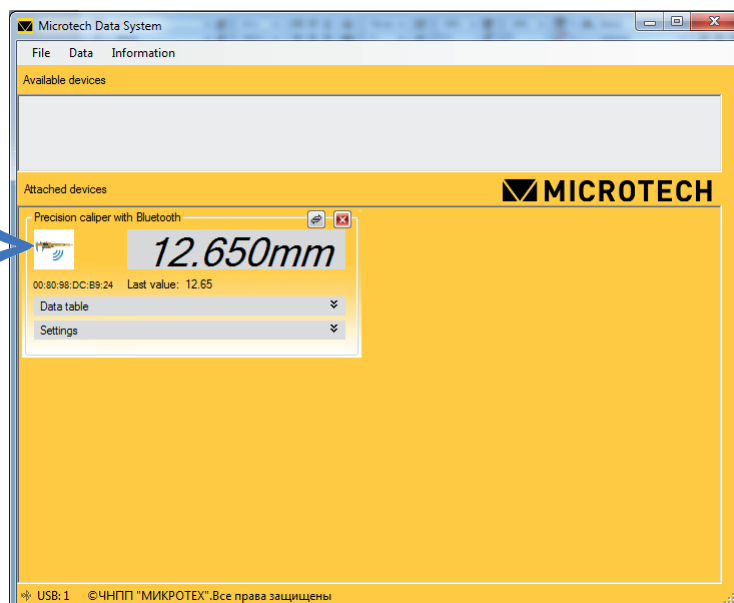 Microtech Data System
File Data Information
Available devices
Attached devices
MICROTECH
Precision caliper with Bluetooth
12.650mm
00:80:98:DC:B9:24 Last value: 12.65
Data table
Settings
USB: 1 ©ЧНПП "МИКРОТЕХ".Все права защищены